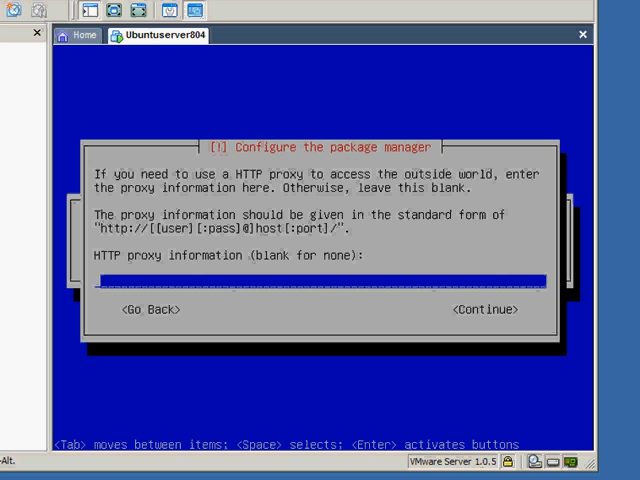 Home
Ubuntuserver804
[!] Configure the package manager
If you need to use a HTTP proxy to access the outside world, enter
the proxy information here. Otherwise, leave this blank.
The proxy information should be given in the standard form of
"http://[[user][:pass]@]host[:port]/".
HTTP proxy information (blank for none):
<Go Back>
<Continue>
<Tab> moves between items; <Space> selects; <Enter> activates buttons
-Alt.
VMware Server 1.0.5